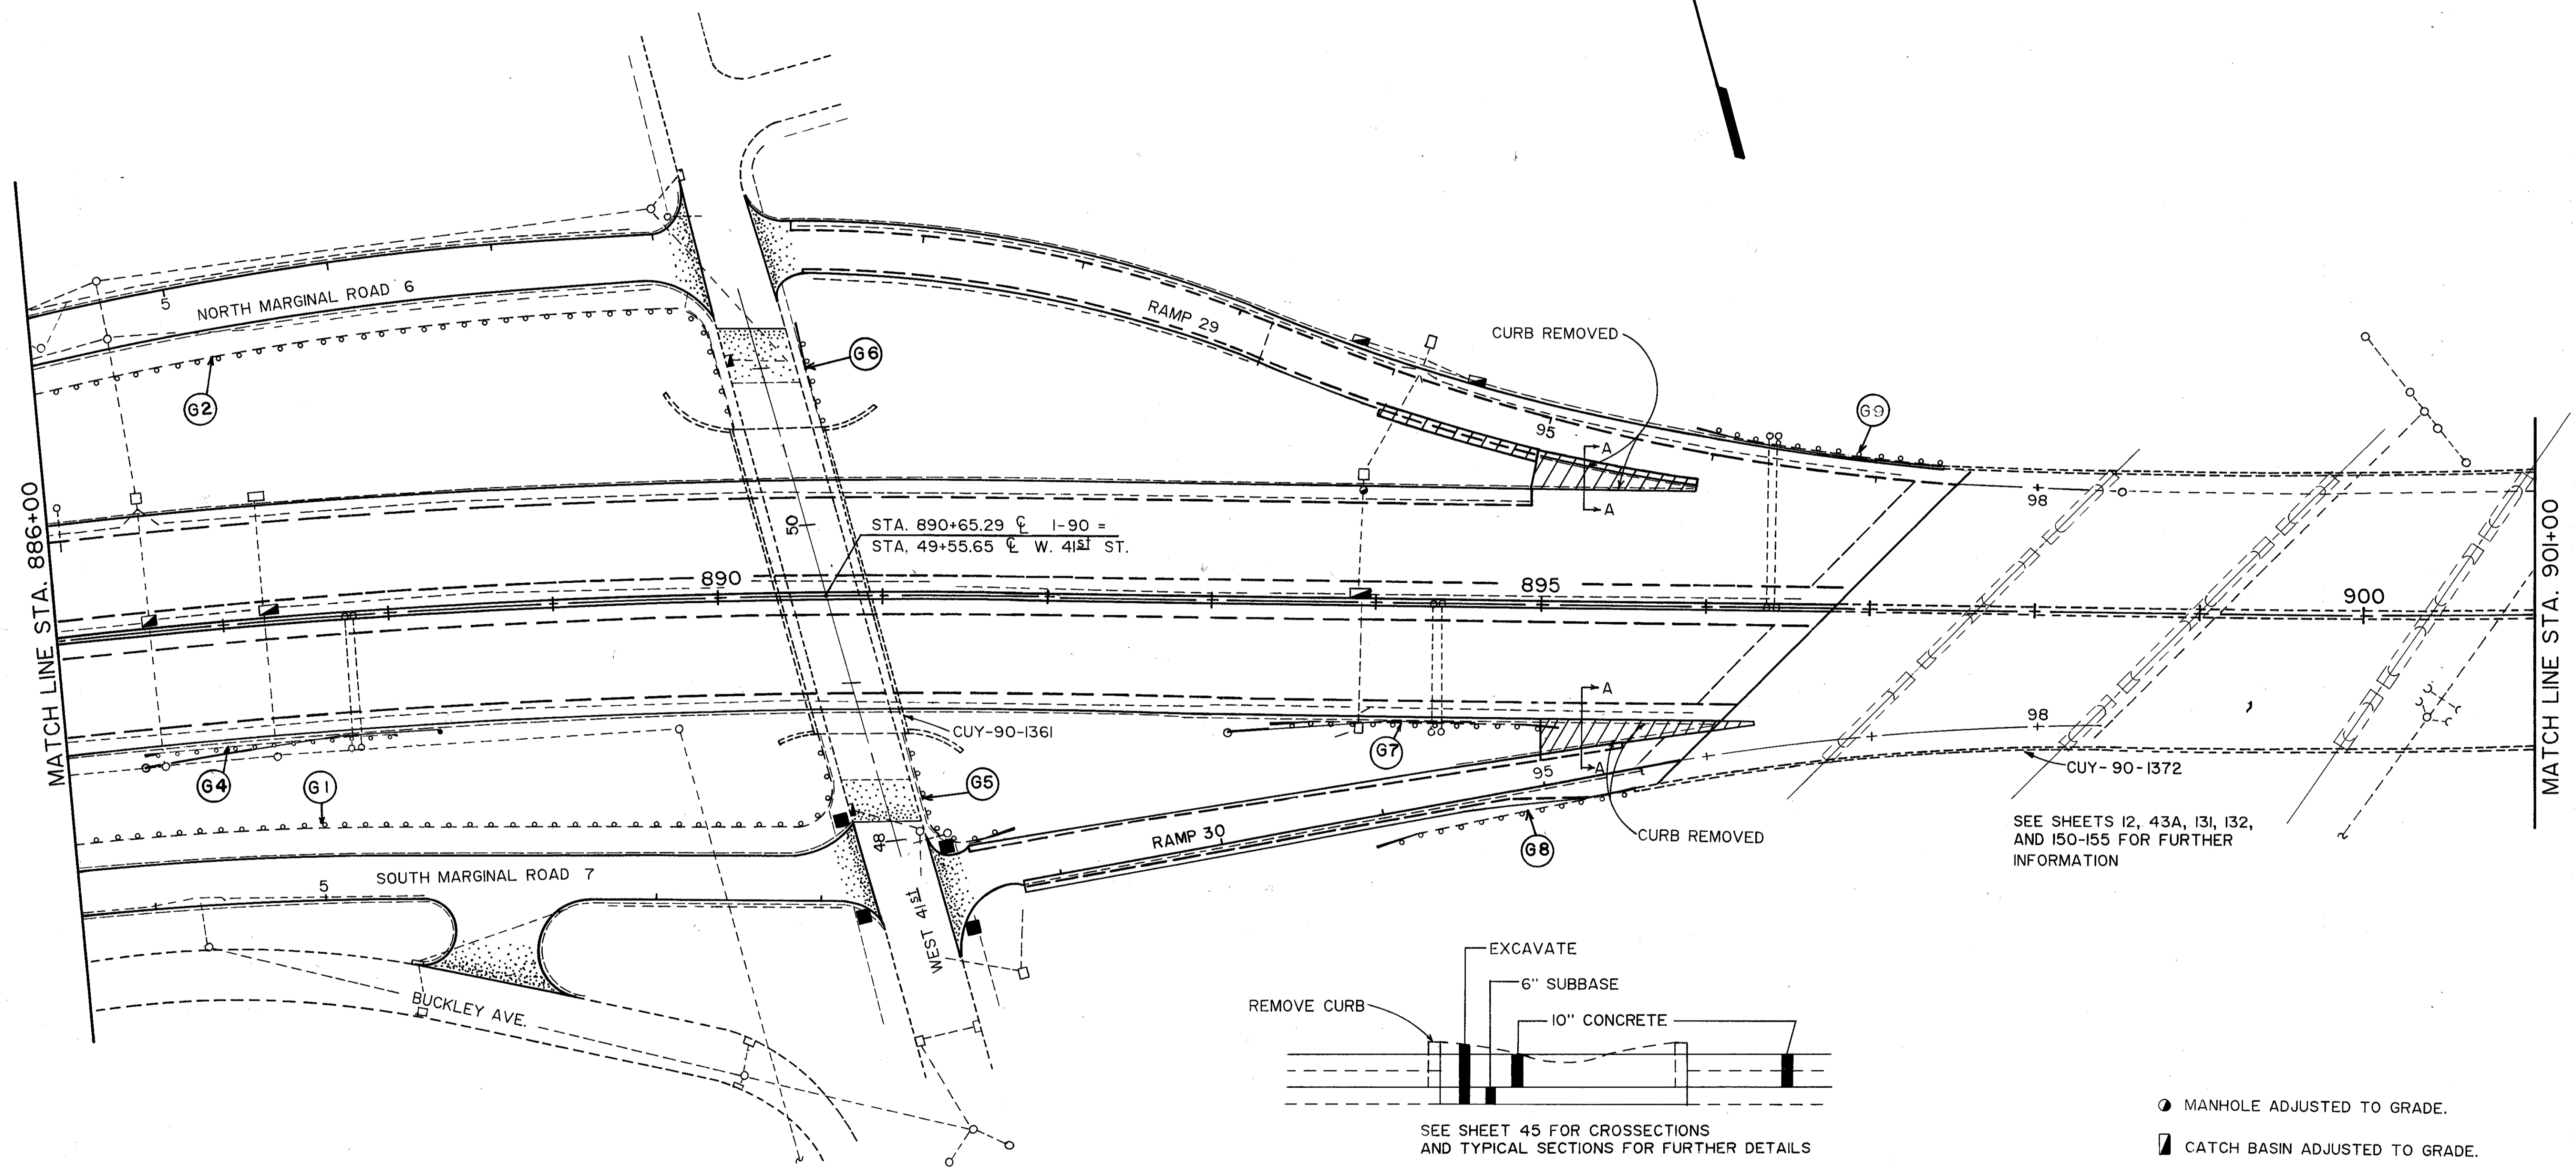 MATCH LINE STA. 886+00
5
NORTH MARGINAL ROAD 6
G2
G6
RAMP 29
CURB REMOVED
95
A
A
G9
98
50
STA. 890+65.29 ℄ I-90 =
STA. 49+55.65 ℄ W. 41st ST.
890
895
900
MATCH LINE STA. 901+00
G4
G1
CUY-90-1361
G5
G7
A
A
95
98
CUY-90-1372
48
RAMP 30
G8
CURB REMOVED
SEE SHEETS 12, 43A, 131, 132,
AND 150-155 FOR FURTHER
INFORMATION
5
SOUTH MARGINAL ROAD 7
WEST 41st
BUCKLEY AVE.
EXCAVATE
6" SUBBASE
REMOVE CURB
10" CONCRETE
SEE SHEET 45 FOR CROSSECTIONS
AND TYPICAL SECTIONS FOR FURTHER DETAILS
MANHOLE ADJUSTED TO GRADE.
CATCH BASIN ADJUSTED TO GRADE.